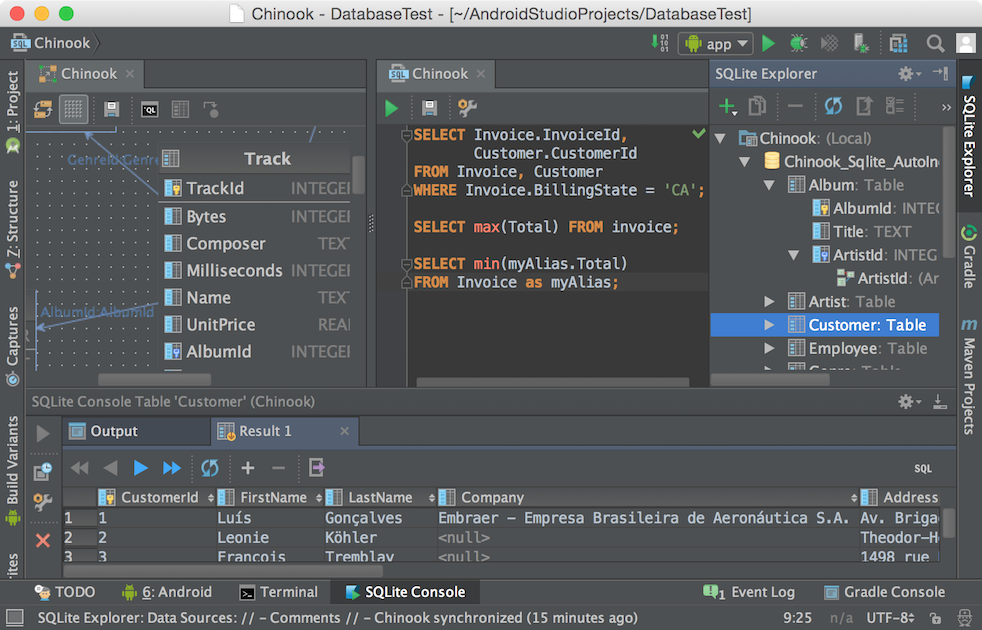 Chinook - DatabaseTest - [~/AndroidStudioProjects/DatabaseTest]
Chinook
app
1: Project
Z: Structure
Captures
Build Variants
Chinook
Track
TrackId INTEGER
Bytes INTEGER
Composer TEXT
Milliseconds INTEGER
Name TEXT
UnitPrice REAL
AlbumId INTEGER
AlbumId:AlbumId
Chinook
SELECT Invoice.InvoiceId,
Customer.CustomerId
FROM Invoice, Customer
WHERE Invoice.BillingState = 'CA';
SELECT max(Total) FROM invoice;
SELECT min(myAlias.Total)
FROM Invoice as myAlias;
SQLite Explorer
Chinook: (Local)
Chinook_Sqlite_AutoIn
Album: Table
AlbumId: INTEG
Title: TEXT
ArtistId: INTEG
ArtistId: (Ar
Artist: Table
Customer: Table
Employee: Table
SQLite Explorer
Gradle
Maven Projects
SQLite Console Table 'Customer' (Chinook)
Output
Result 1
SQL
CustomerId FirstName LastName Company Address
1 1 Luís Gonçalves Embraer – Empresa Brasileira de Aeronáutica S.A. Av. Briga
2 2 Leonie Köhler <null> Theodor-H
3 3 François Tremblay <null> 1498 rue
TODO
6: Android
Terminal
SQLite Console
1 Event Log
Gradle Console
SQLite Explorer: Data Sources: // – Comments // – Chinook synchronized (15 minutes ago)
9:25
n/a
UTF-8